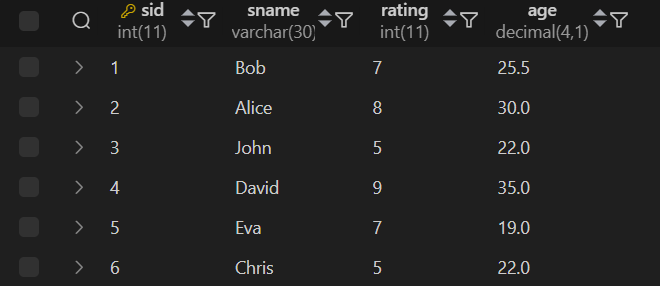 sid sname rating age
int(11) varchar(30) int(11) decimal(4,1)
1 Bob 7 25.5
2 Alice 8 30.0
3 John 5 22.0
4 David 9 35.0
5 Eva 7 19.0
6 Chris 5 22.0